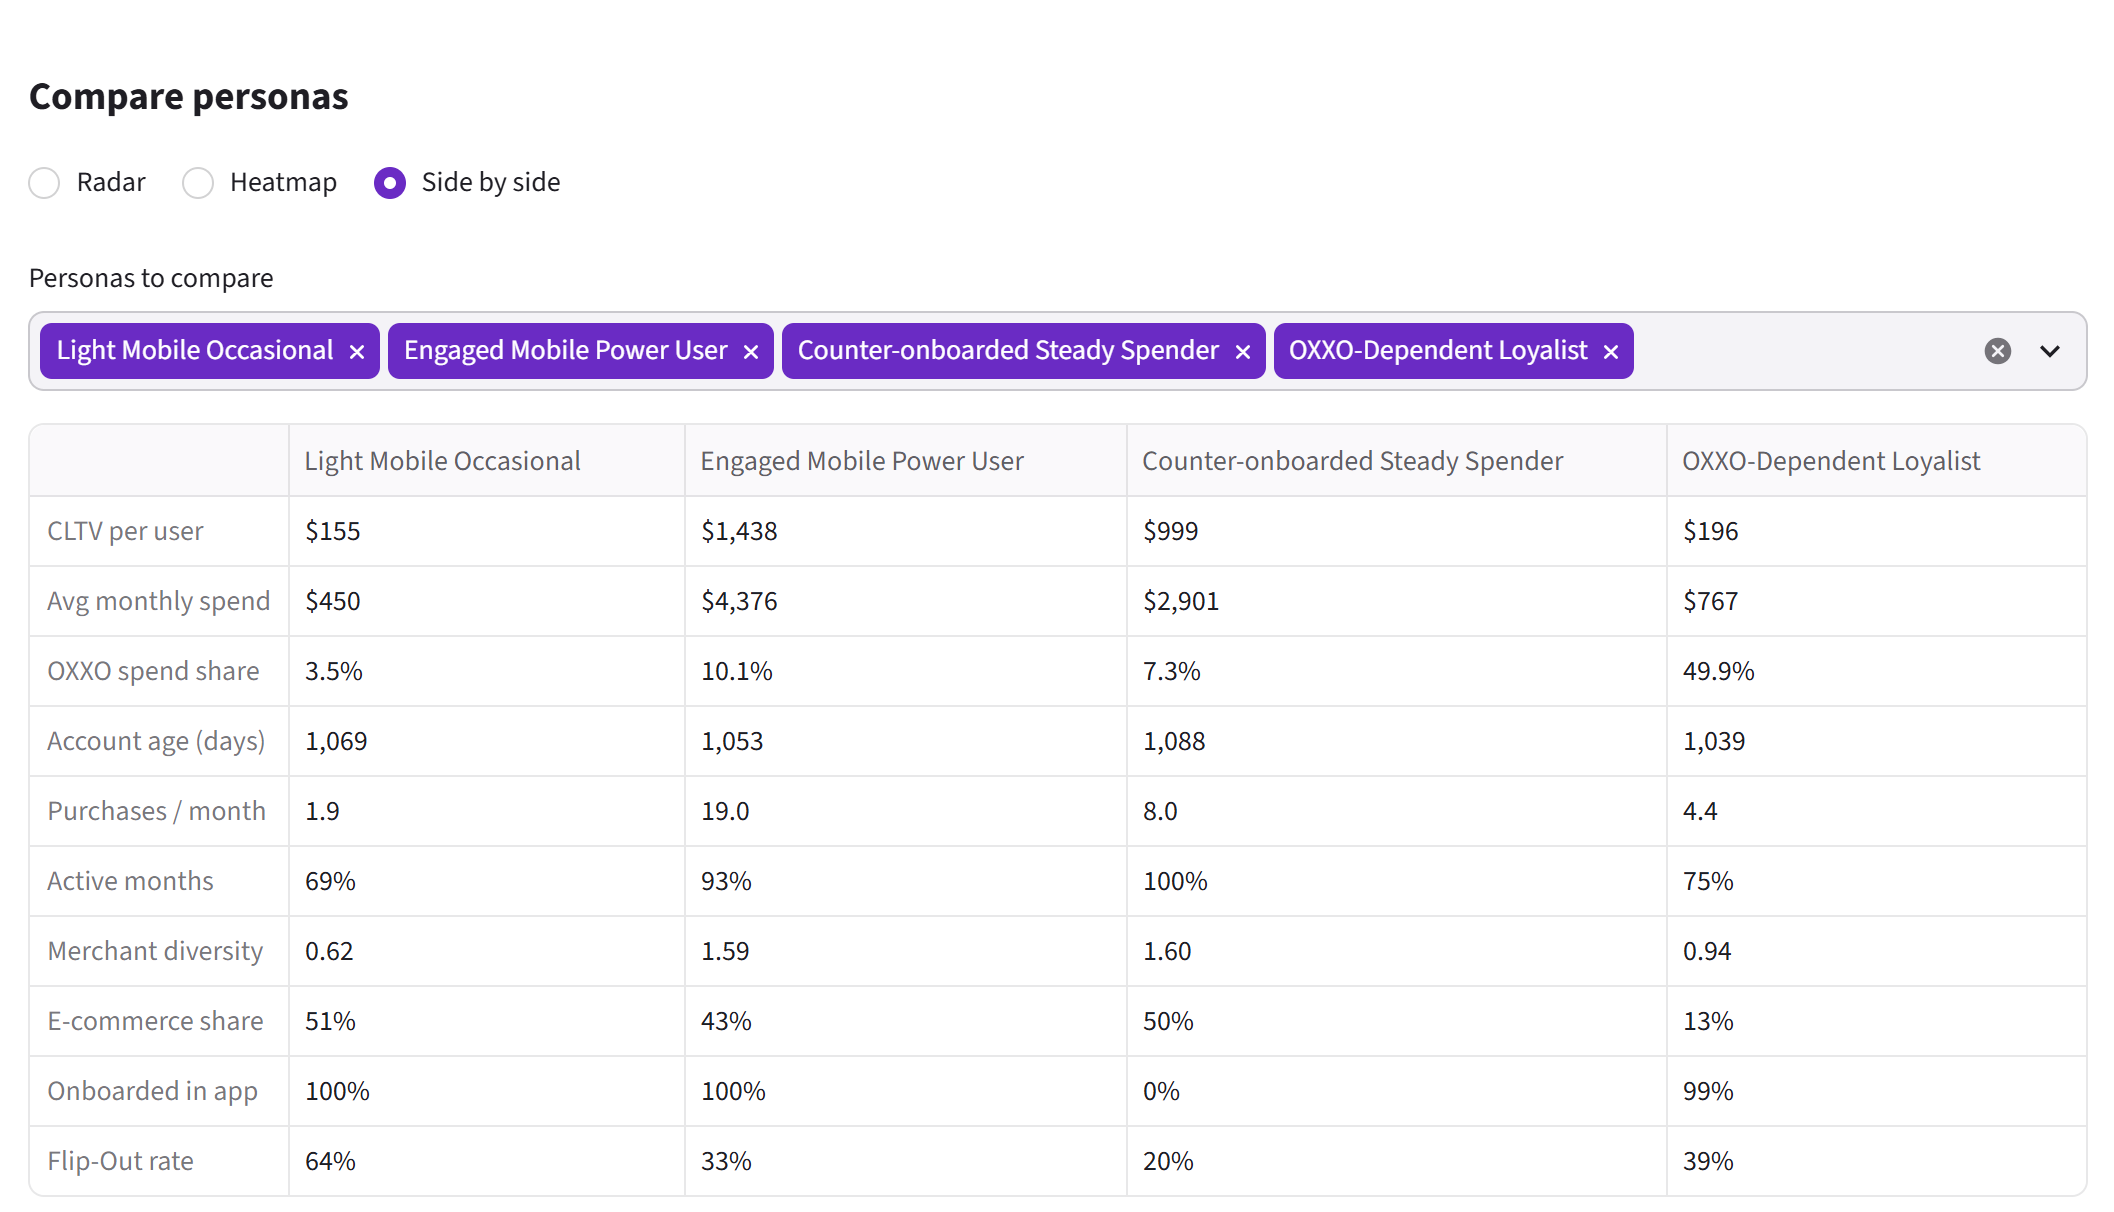 Compare personas
Radar Heatmap Side by side
Personas to compare
Light Mobile Occasional × Engaged Mobile Power User × Counter-onboarded Steady Spender × OXXO-Dependent Loyalist ×
Light Mobile Occasional Engaged Mobile Power User Counter-onboarded Steady Spender OXXO-Dependent Loyalist
CLTV per user $155 $1,438 $999 $196
Avg monthly spend $450 $4,376 $2,901 $767
OXXO spend share 3.5% 10.1% 7.3% 49.9%
Account age (days) 1,069 1,053 1,088 1,039
Purchases / month 1.9 19.0 8.0 4.4
Active months 69% 93% 100% 75%
Merchant diversity 0.62 1.59 1.60 0.94
E-commerce share 51% 43% 50% 13%
Onboarded in app 100% 100% 0% 99%
Flip-Out rate 64% 33% 20% 39%